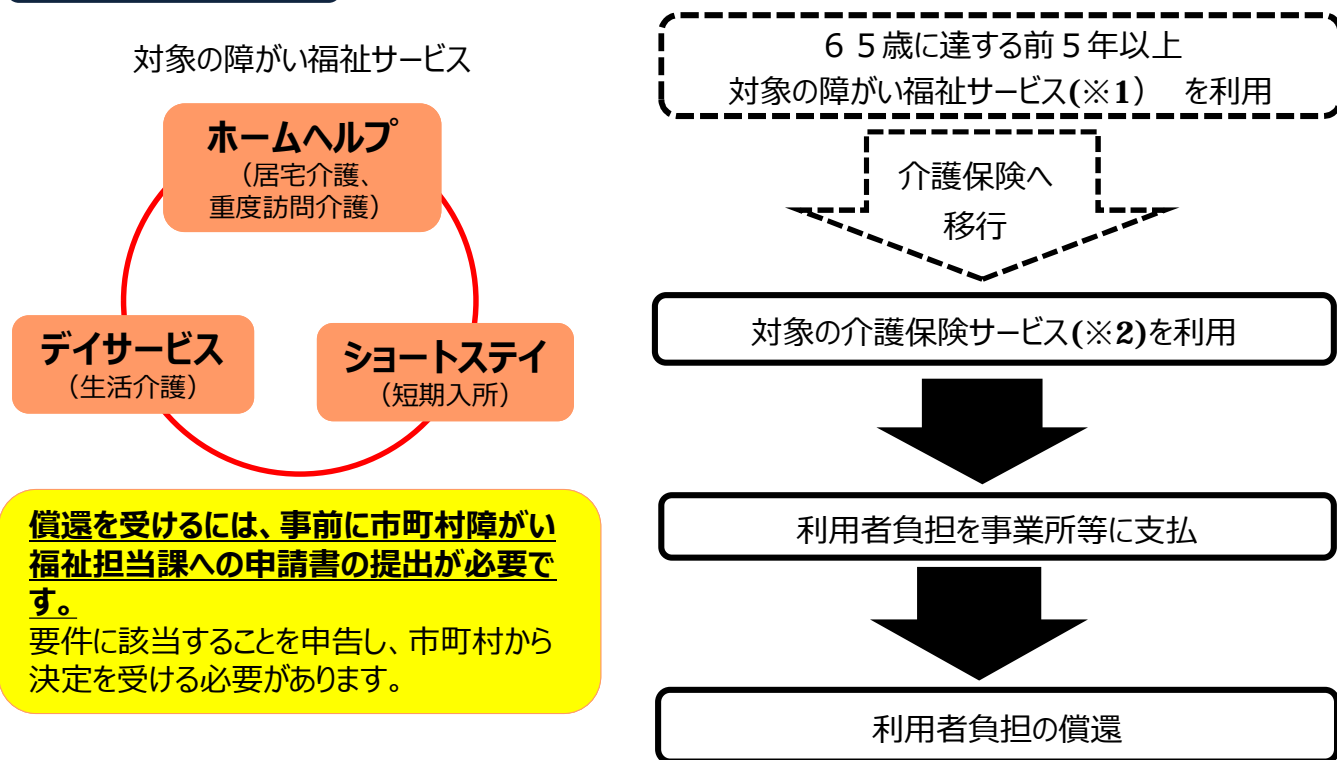 対象の障がい福祉サービス
ホームヘルプ
（居宅介護、
重度訪問介護）
デイサービス
（生活介護）
ショートステイ
（短期入所）
償還を受けるには、事前に市町村障がい
福祉担当課への申請書の提出が必要で
す。
要件に該当することを申告し、市町村から
決定を受ける必要があります。
６５歳に達する前５年以上
対象の障がい福祉サービス(※1）　を利用
介護保険へ
移行
対象の介護保険サービス(※2)を利用
利用者負担を事業所等に支払
利用者負担の償還